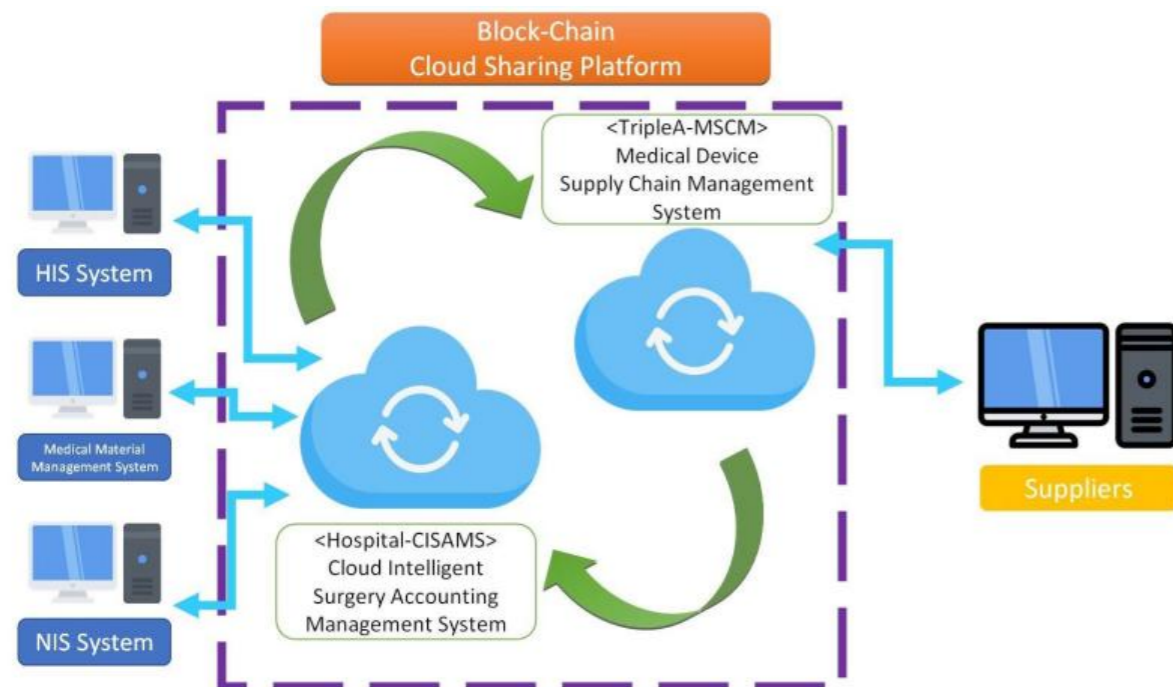 Block-Chain
Cloud Sharing Platform
<TripleA-MSCM>
Medical Device
Supply Chain Management
System
HIS System
Medical Material
Management System
Suppliers
<Hospital-CISAMS>
Cloud Intelligent
Surgery Accounting
Management System
NIS System